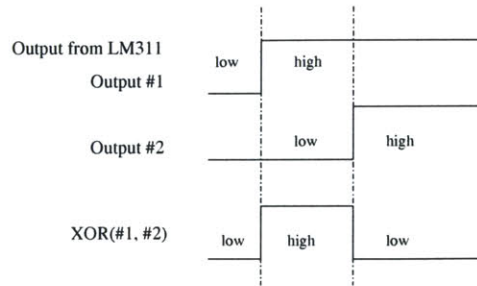 Output from LM311
low
high
Output #1
Output #2
low
high
XOR(#1, #2)
low
high
low